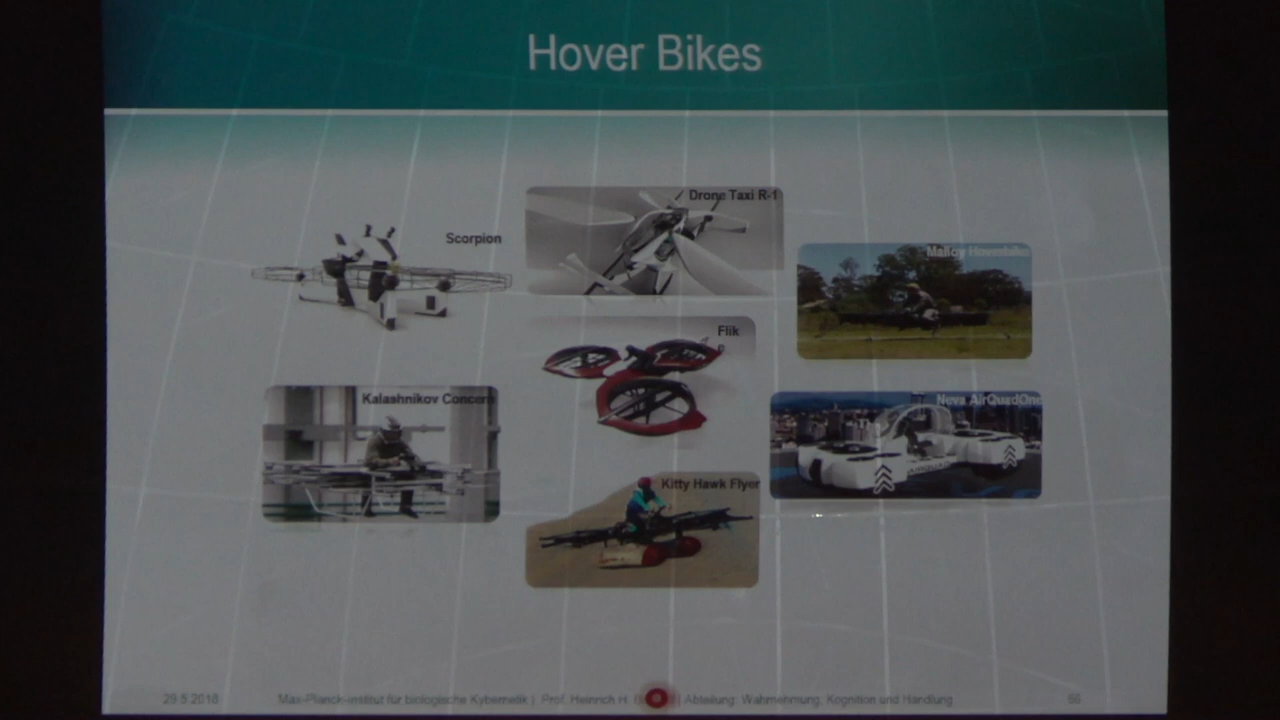 Hover Bikes
Drone Taxi R-1
Scorpion
Malloy Hoverbike
Flik
e
Kalashnikov Concern
Neva AirQuadOne
Kitty Hawk Flyer
29.5.2018 Max-Planck-Institut für biologische Kybernetik | Prof. Heinrich H. Abteilung: Wahrnehmung, Kognition und Handlung